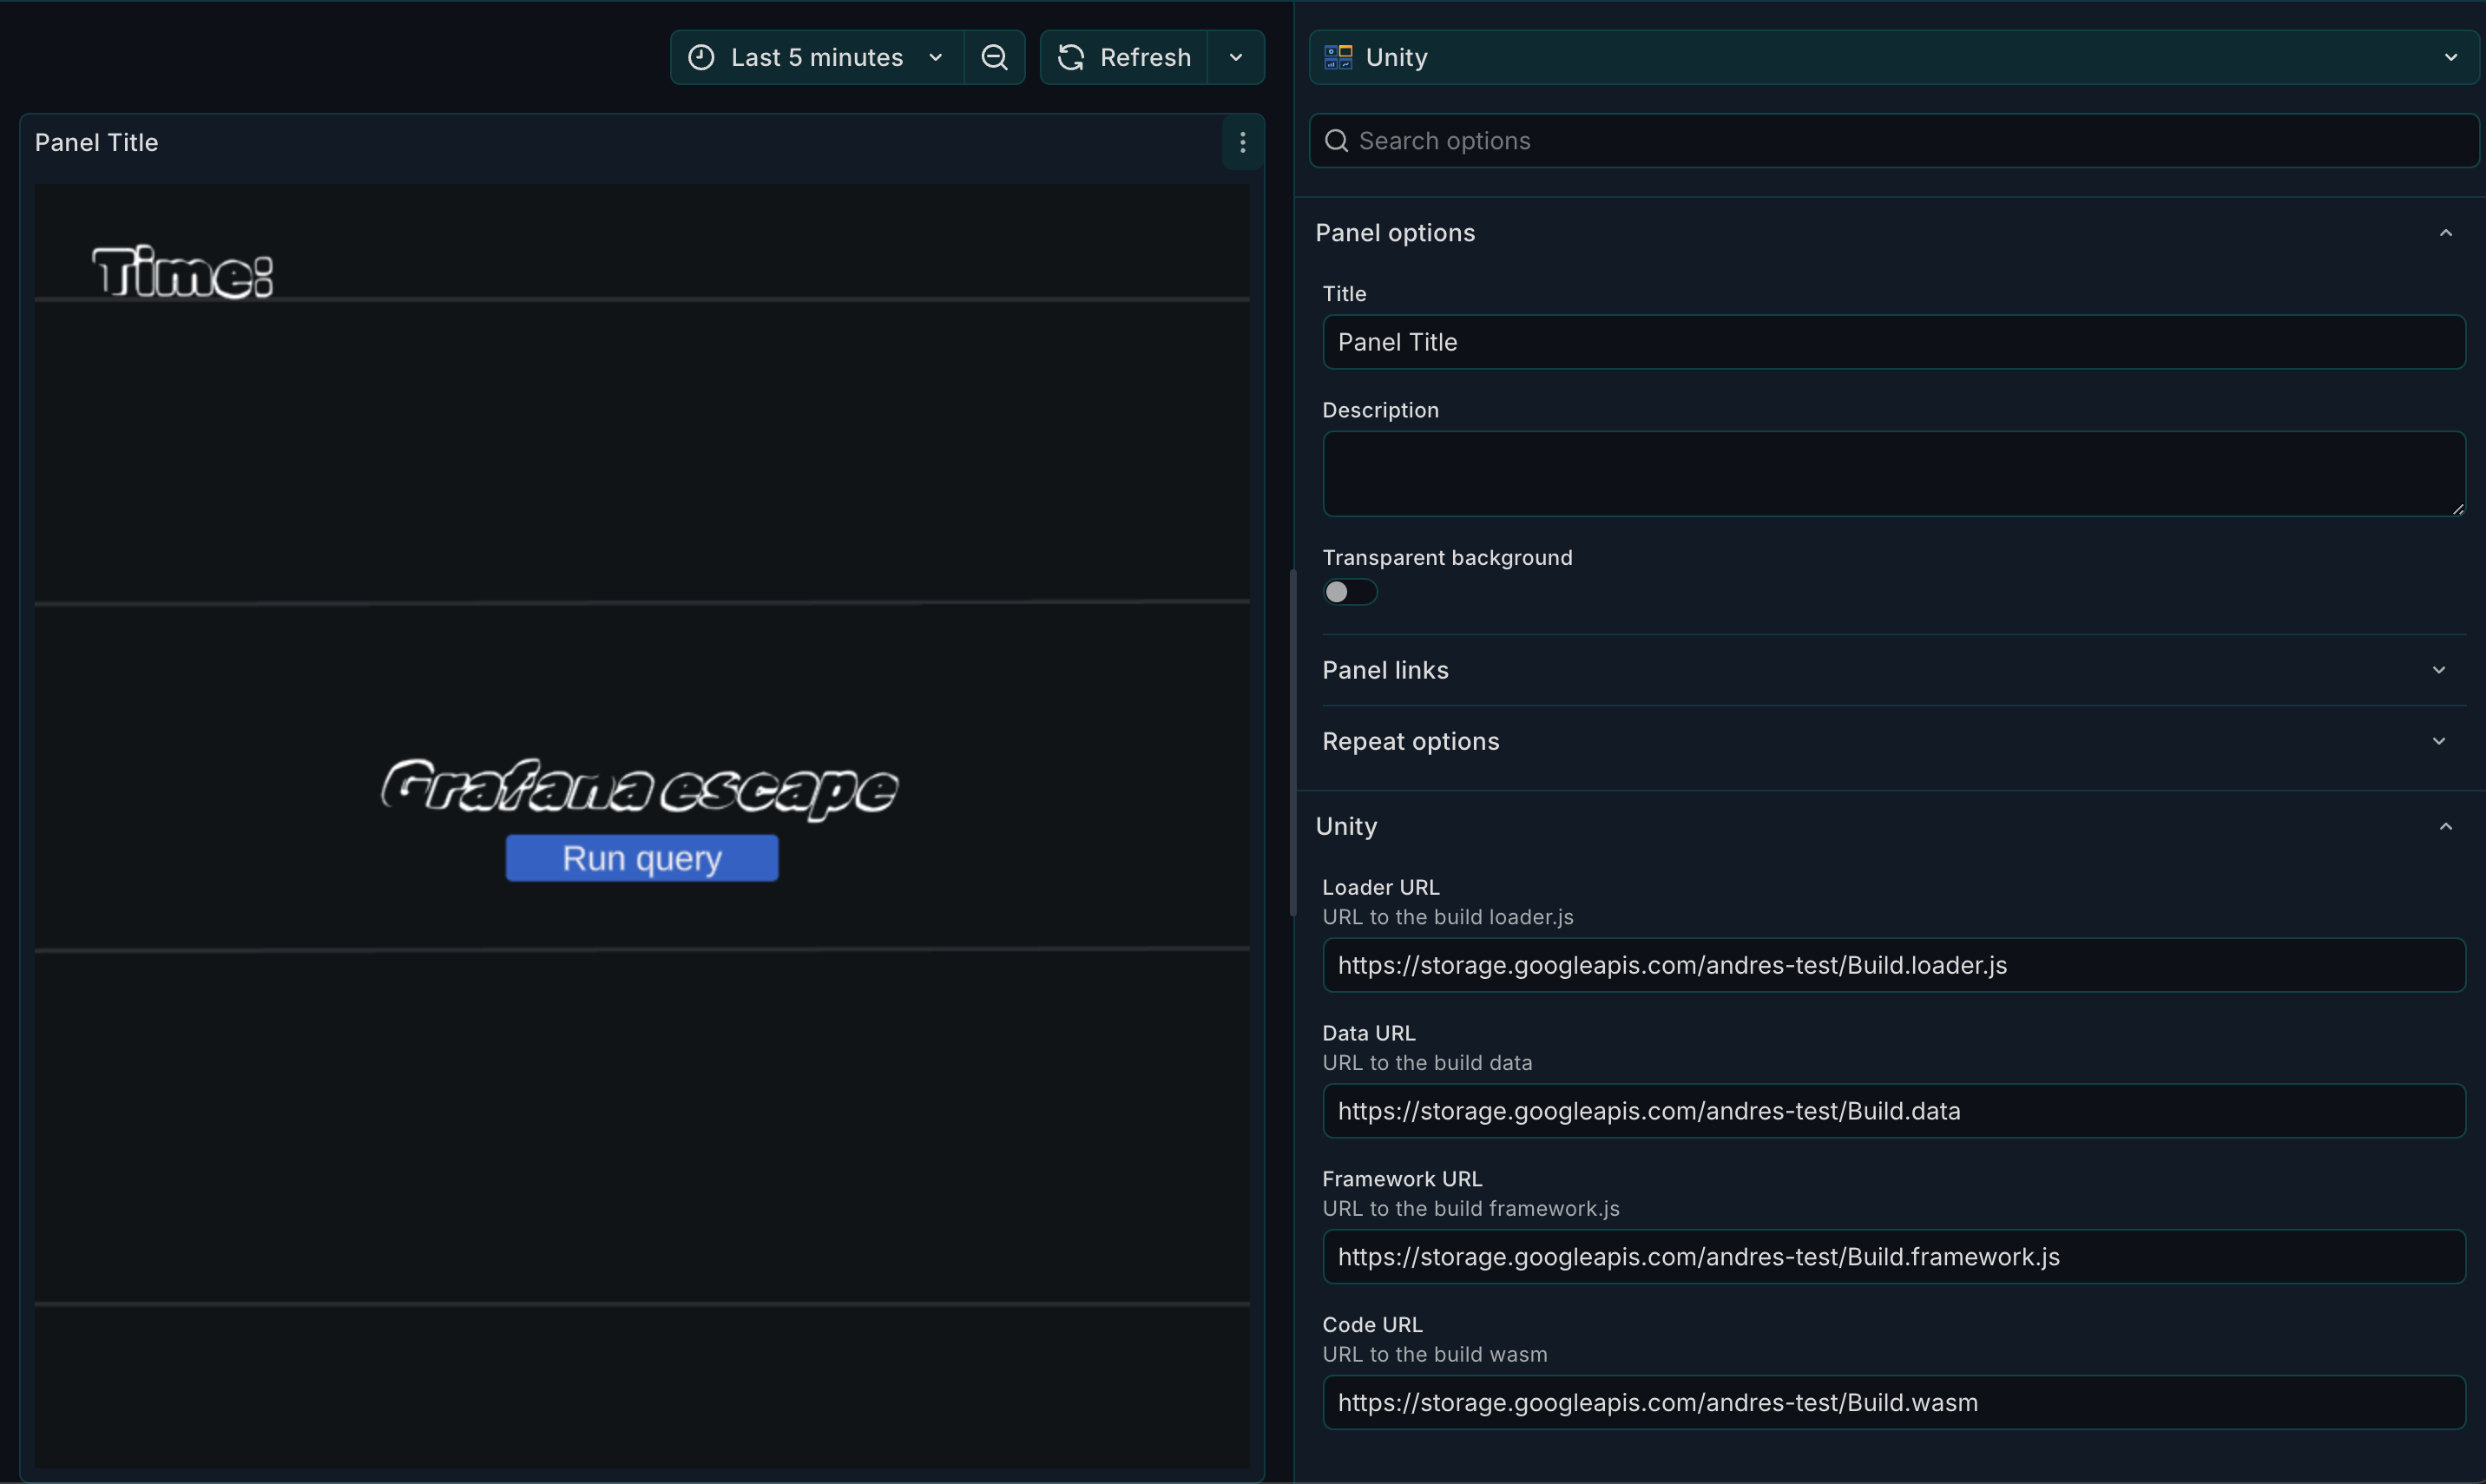 Last 5 minutes
Refresh
Panel Title
Time:
Grafana escape
Run query
Unity
Search options
Panel options
Title
Panel Title
Description
Transparent background
Panel links
Repeat options
Unity
Loader URL
URL to the build loader.js
https://storage.googleapis.com/andres-test/Build.loader.js
Data URL
URL to the build data
https://storage.googleapis.com/andres-test/Build.data
Framework URL
URL to the build framework.js
https://storage.googleapis.com/andres-test/Build.framework.js
Code URL
URL to the build wasm
https://storage.googleapis.com/andres-test/Build.wasm